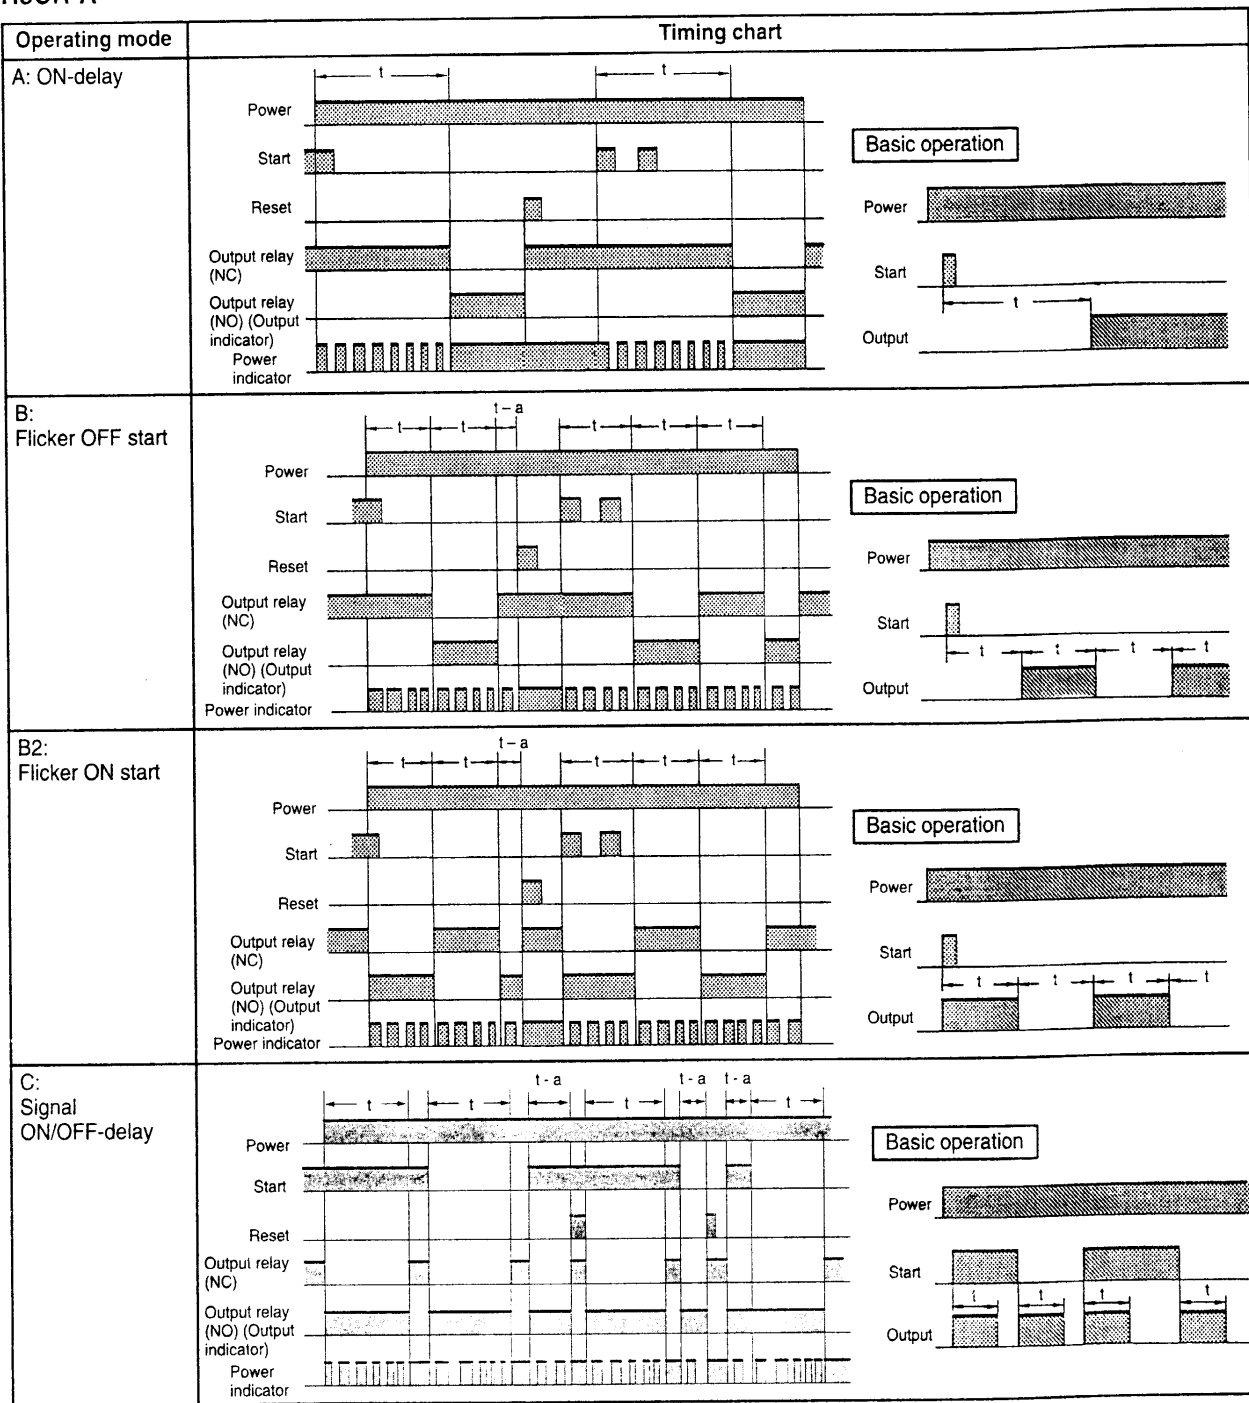 Operating mode
Timing chart
A: ON-delay
t
t
Power
Start
Reset
Output relay
(NC)
Output relay
(NO) (Output
indicator)
Power
indicator
Basic operation
Power
Start
t
Output
B:
Flicker OFF start
t – a
t
t
t
t
t
Power
Start
Reset
Output relay
(NC)
Output relay
(NO) (Output
indicator)
Power indicator
Basic operation
Power
Start
t
t
t
t
Output
B2:
Flicker ON start
t – a
t
t
t
t
t
Power
Start
Reset
Output relay
(NC)
Output relay
(NO) (Output
indicator)
Power indicator
Basic operation
Power
Start
t
t
t
t
Output
C:
Signal
ON/OFF-delay
t - a
t - a
t - a
t
t
t
t
Power
Start
Reset
Output relay
(NC)
Output relay
(NO) (Output
indicator)
Power
indicator
Basic operation
Power
Start
t
t
t
t
Output